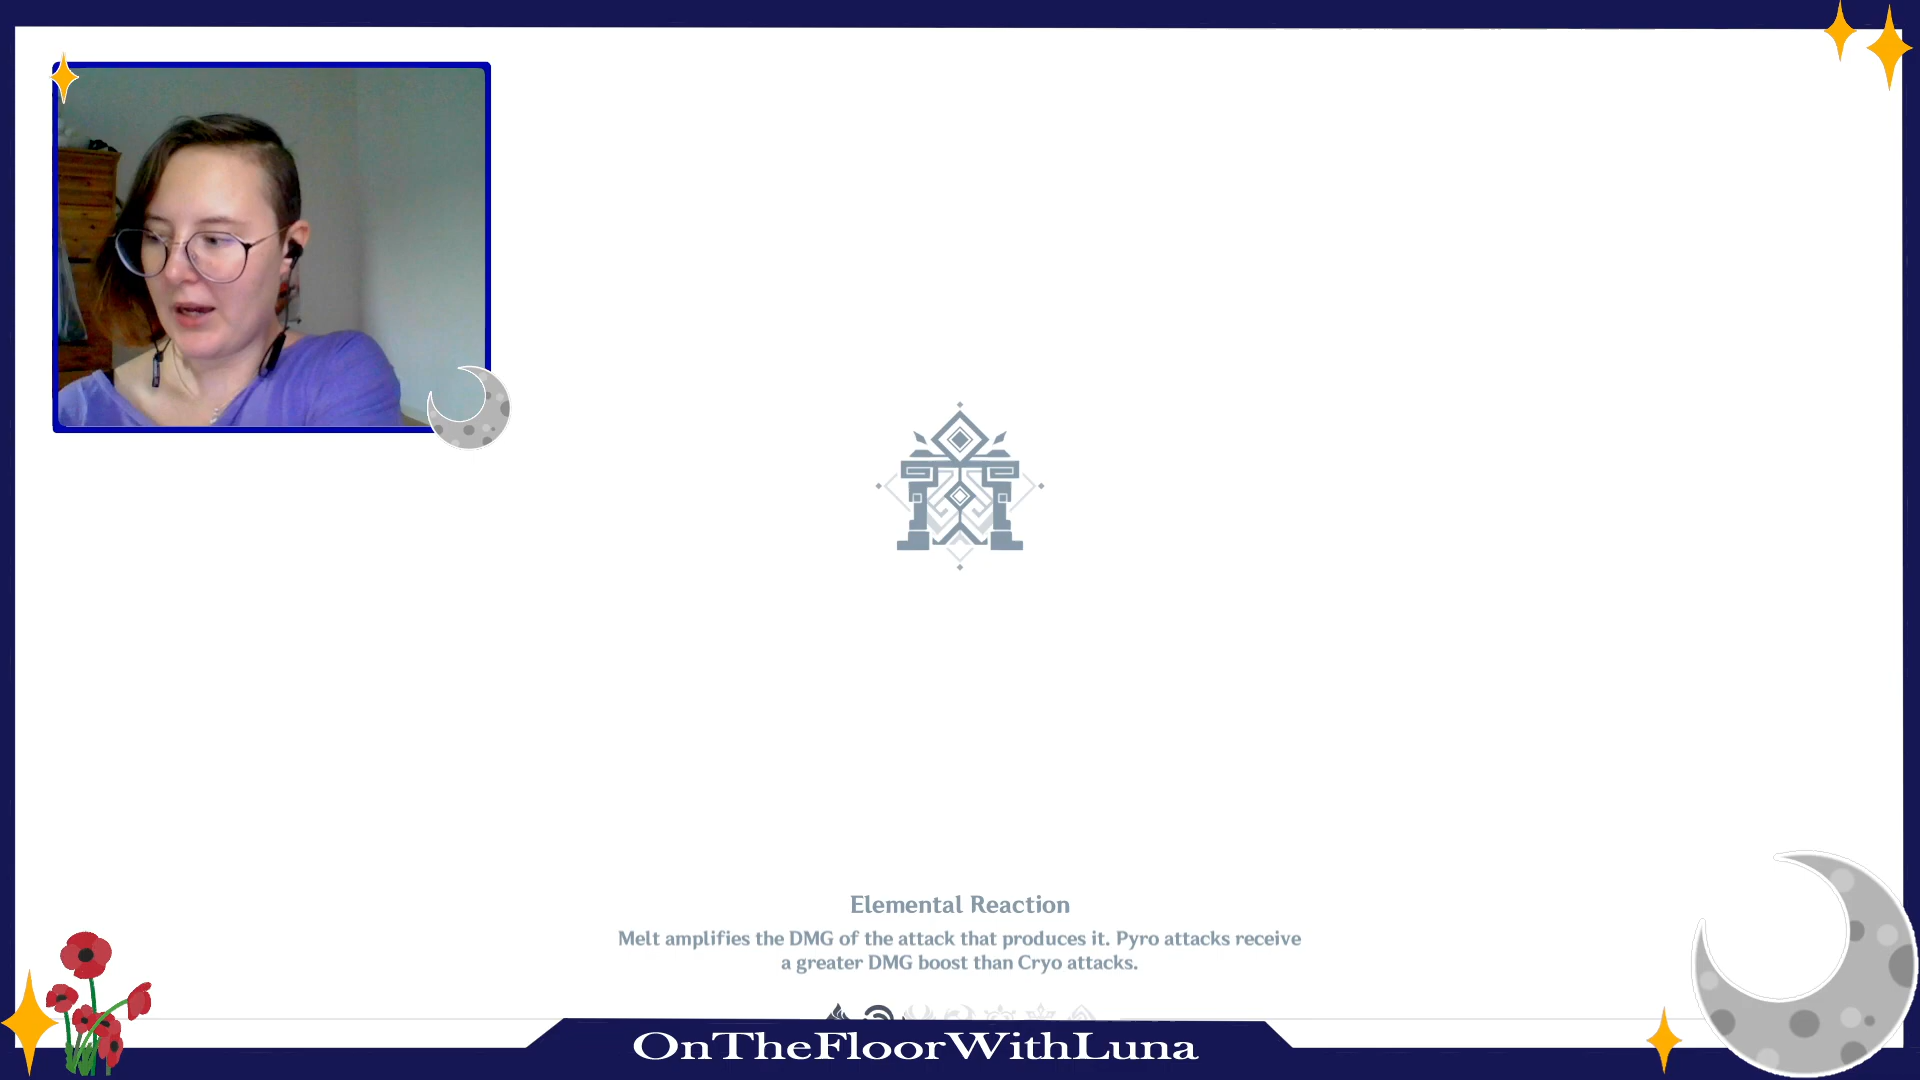 Elemental Reaction
Melt amplifies the DMG of the attack that produces it. Pyro attacks receive
a greater DMG boost than Cryo attacks.
OnTheFloorWithLuna